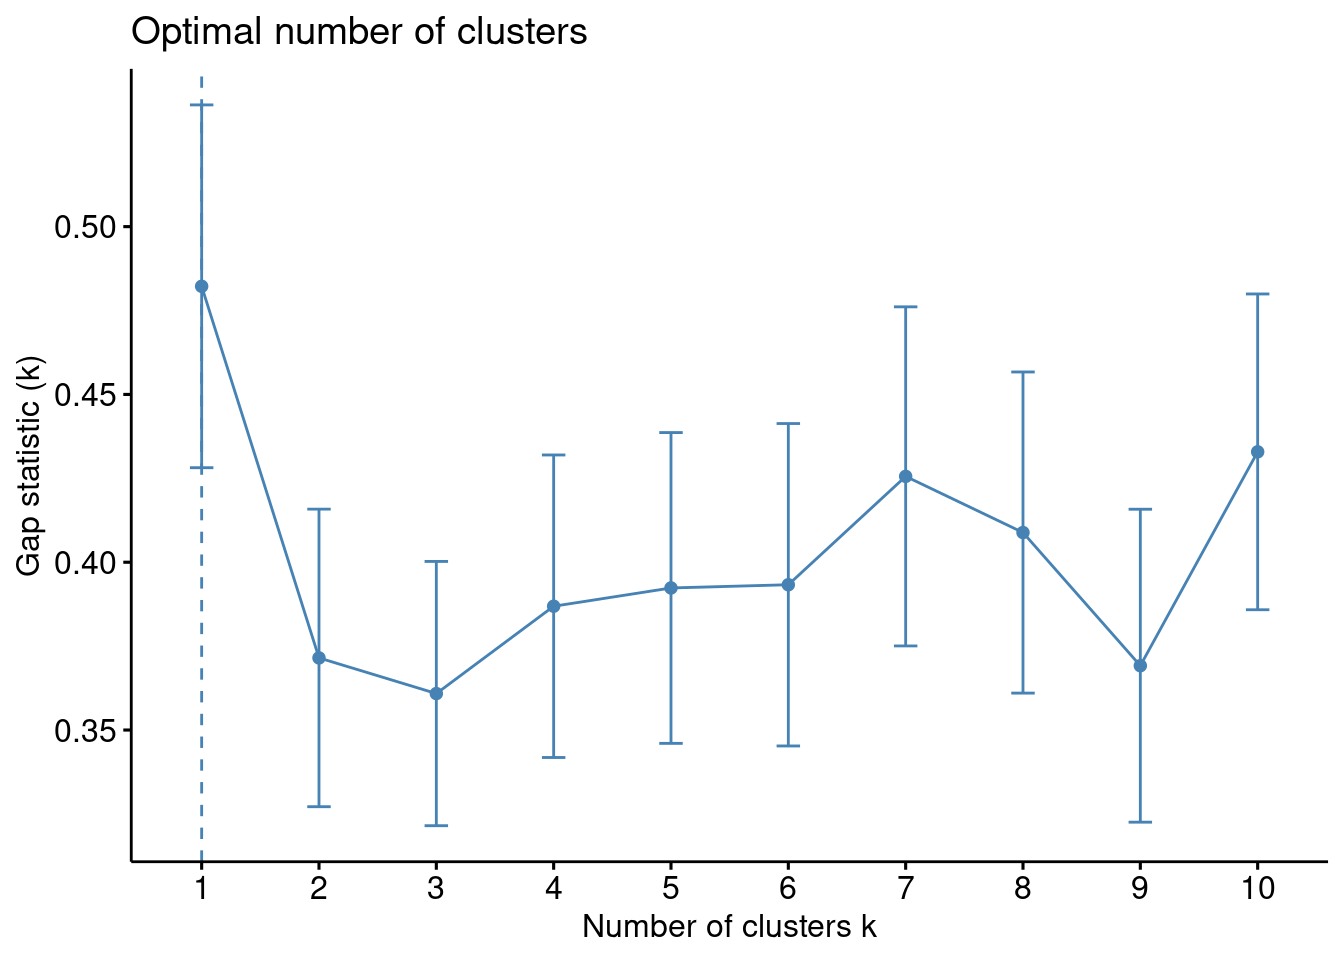 Optimal number of clusters
0.50
0.45
0.40
0.35
Gap statistic (k)
1 2 3 4 5 6 7 8 9 10
Number of clusters k